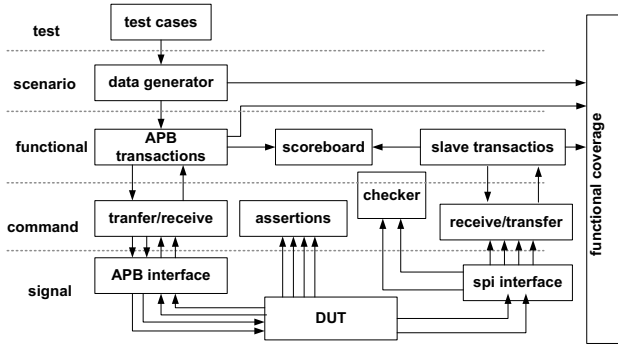 test cases
test
data generator
scenario
functional
APB
transactions
scoreboard
slave transactios
functional coverage
checker
command
tranfer/receive
assertions
receive/transfer
APB interface
spi interface
signal
DUT